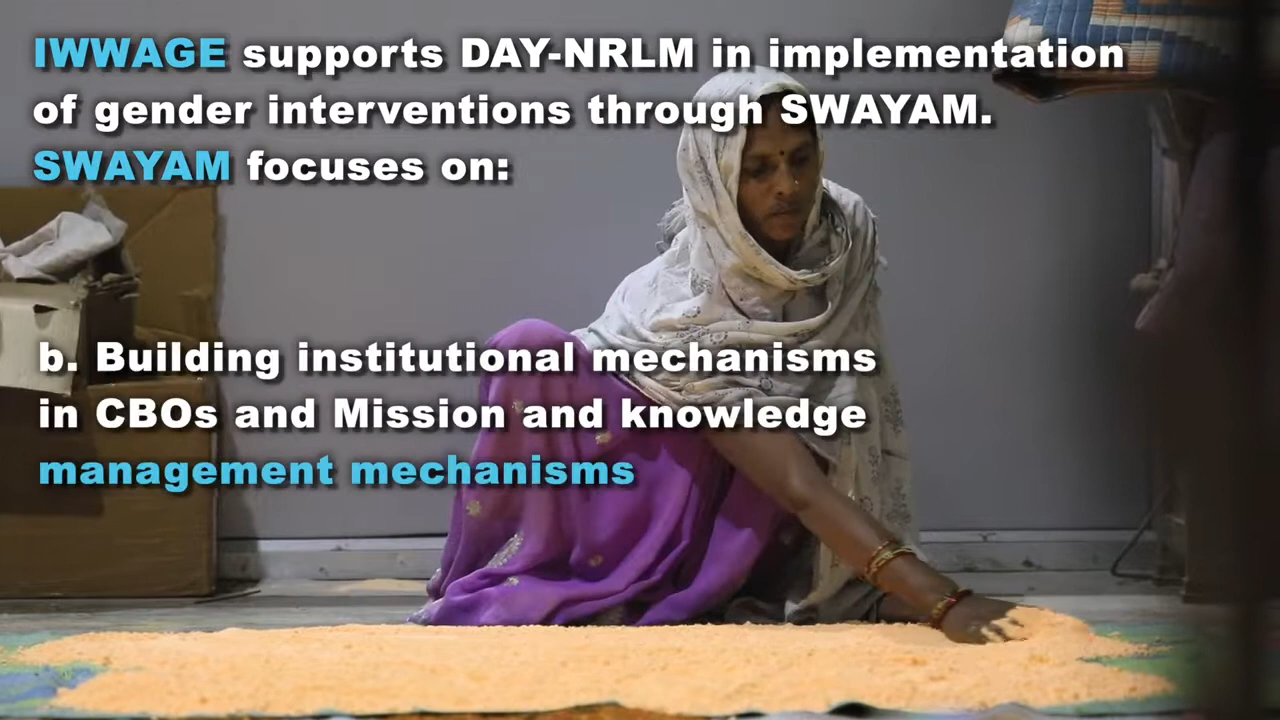 IWWAGE supports DAY-NRLM in implementation
of gender interventions through SWAYAM.
SWAYAM focuses on:
b. Building institutional mechanisms
in CBOs and Mission and knowledge
management mechanisms